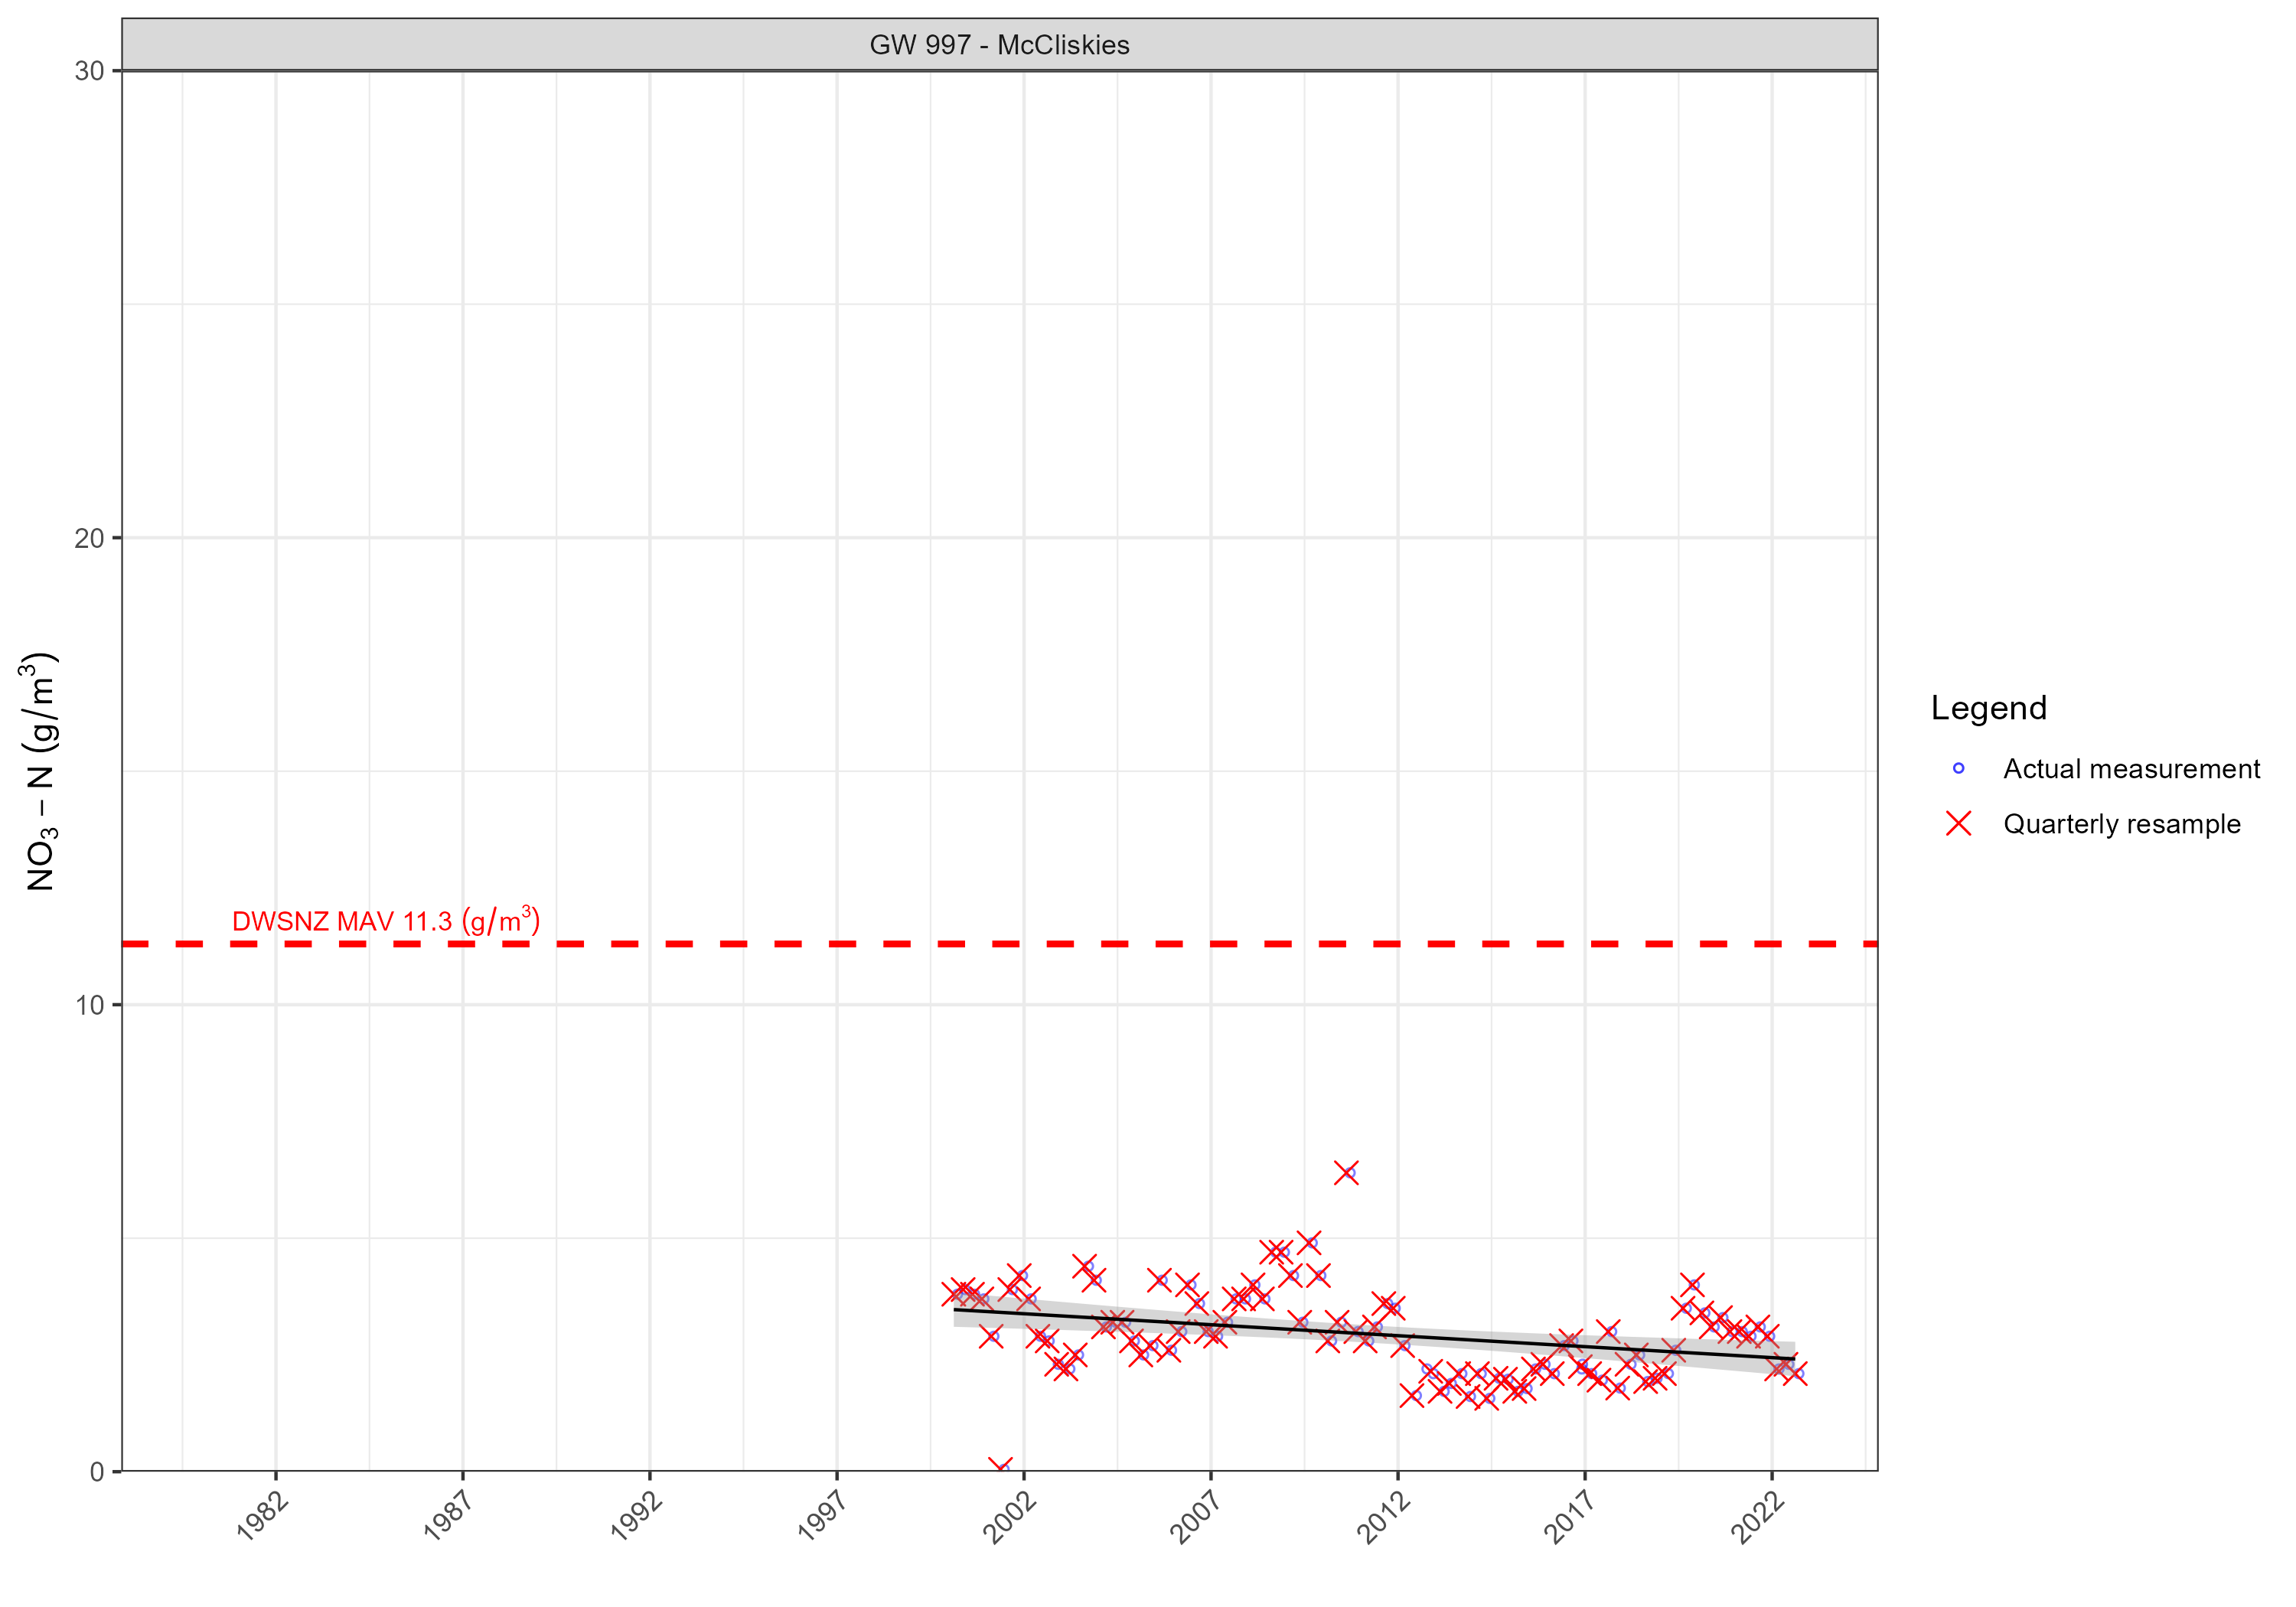 GW 997 - McCliskies
30
20
10
0
NO₃ – N (g/m³)
DWSNZ MAV 11.3 (g/m³)
1982
1987
1992
1997
2002
2007
2012
2017
2022
Legend
Actual measurement
Quarterly resample